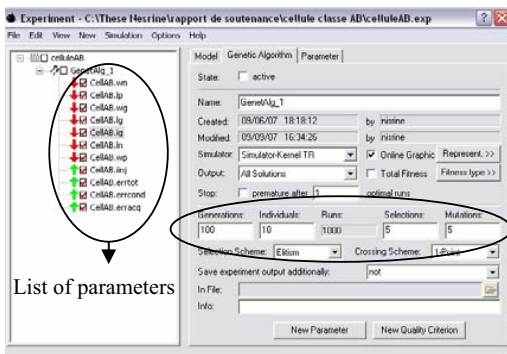 Experiment - C:\These Nesrine\rapport de soutenance\cellule classe AB\celluleAB.exp
File Edit View New Simulation Options Help
celluleAB
GenetAlg_1
CellAB.wn
CellAB.lp
CellAB.wg
CellAB.lg
CellAB.ig
CellAB.ln
CellAB.wp
CellAB.iinj
CellAB.errtot
CellAB.errcond
CellAB.erracq
List of parameters
Model Genetic Algorithm Parameter
State: active
Name: GenetAlg_1
Created: 09/06/07 18:18:12 by nisrine
Modified: 09/09/07 16:34:26 by nisrine
Simulator: Simulator-Kernel TR Online Graphic Represent. >>
Output: All Solutions Total Fitness Fitness type >>
Stop: premature after 1 optimal runs
Generations: Individuals: Runs: Selections: Mutations:
100 10 1000 5 5
Selection Scheme: Elitism Crossing Scheme: 1-Point
Save experiment output additionally: not
In File:
Info:
New Parameter New Quality Criterion